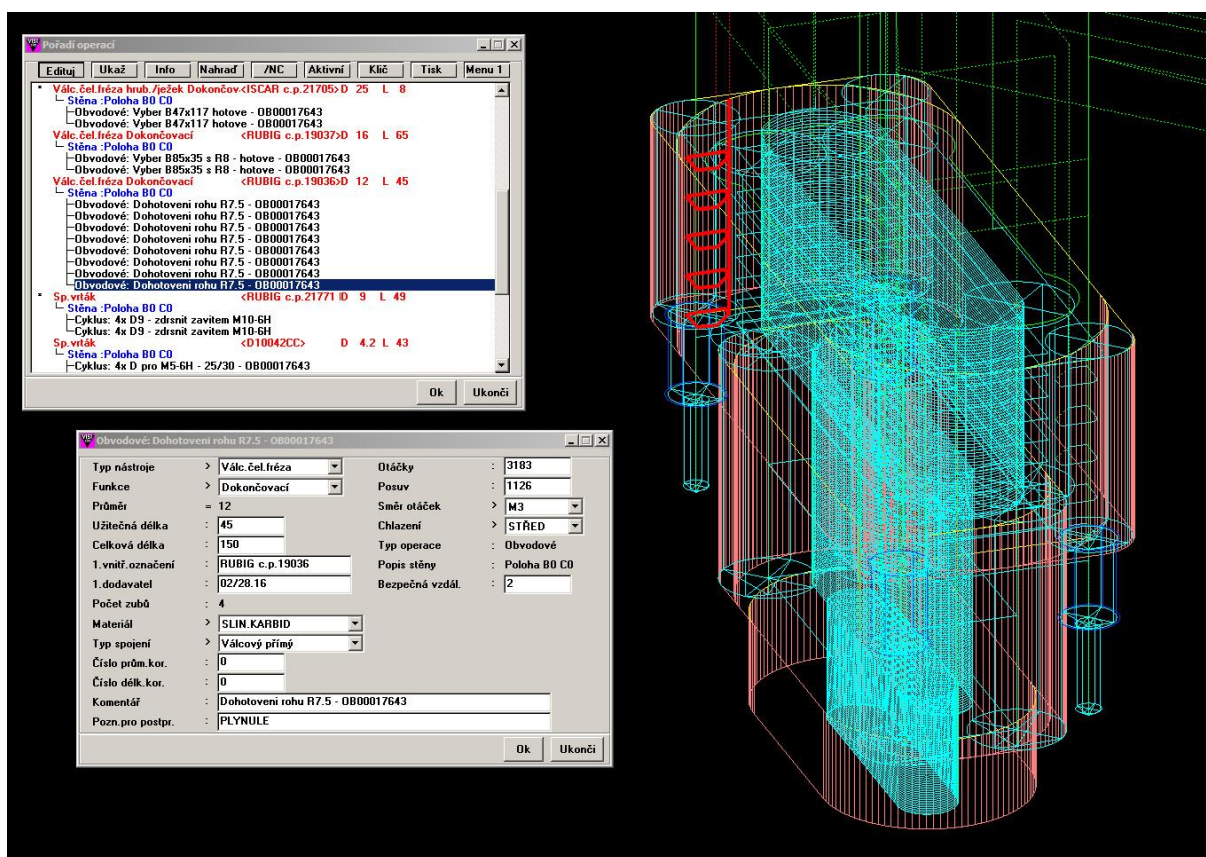 VISI
Pořadí operací
Edituj Ukaž Info Nahraď /NC Aktivní Klíč Tisk Menu 1
* Válc.čel.fréza hrub./ježek Dokončov<ISCAR c.p.21705>D 25 L 8
Stěna :Poloha B0 C0
Obvodové: Vyber B47x117 hotove - OB00017643
Obvodové: Vyber B47x117 hotove - OB00017643
Válc.čel.fréza Dokončovací <RUBIG c.p.19037>D 16 L 65
Stěna :Poloha B0 C0
Obvodové: Vyber B85x35 s R8 - hotove - OB00017643
Obvodové: Vyber B85x35 s R8 - hotove - OB00017643
Válc.čel.fréza Dokončovací <RUBIG c.p.19036>D 12 L 45
Stěna :Poloha B0 C0
Obvodové: Dohotoveni rohu R7.5 - OB00017643
Obvodové: Dohotoveni rohu R7.5 - OB00017643
Obvodové: Dohotoveni rohu R7.5 - OB00017643
Obvodové: Dohotoveni rohu R7.5 - OB00017643
Obvodové: Dohotoveni rohu R7.5 - OB00017643
Obvodové: Dohotoveni rohu R7.5 - OB00017643
Obvodové: Dohotoveni rohu R7.5 - OB00017643
Obvodové: Dohotoveni rohu R7.5 - OB00017643
* Sp.vrták <RUBIG c.p.21771 D 9 L 49
Stěna :Poloha B0 C0
Cyklus: 4x D9 - zdrsnit zavitem M10-6H
Cyklus: 4x D9 - zdrsnit zavitem M10-6H
Sp.vrták <D10042CC> D 4.2 L 43
Stěna :Poloha B0 C0
Cyklus: 4x D pro M5-6H - 25/30 - OB00017643
Ok Ukonči
VISI
Obvodové: Dohotoveni rohu R7.5 - OB00017643
Typ nástroje > Válc.čel.fréza Otáčky : 3183
Funkce > Dokončovací Posuv : 1126
Průměr = 12 Směr otáček > M3
Užitečná délka : 45 Chlazení > STŘED
Celková délka : 150 Typ operace : Obvodové
1.vnitř.označení : RUBIG c.p.19036 Popis stěny : Poloha B0 C0
1.dodavatel : 02/28.16 Bezpečná vzdál. : 2
Počet zubů : 4
Materiál > SLIN.KARBID
Typ spojení > Válcový přímý
Číslo prům.kor. : 0
Číslo délk.kor. : 0
Komentář : Dohotoveni rohu R7.5 - OB00017643
Pozn.pro postpr. : PLYNULE
Ok Ukonči